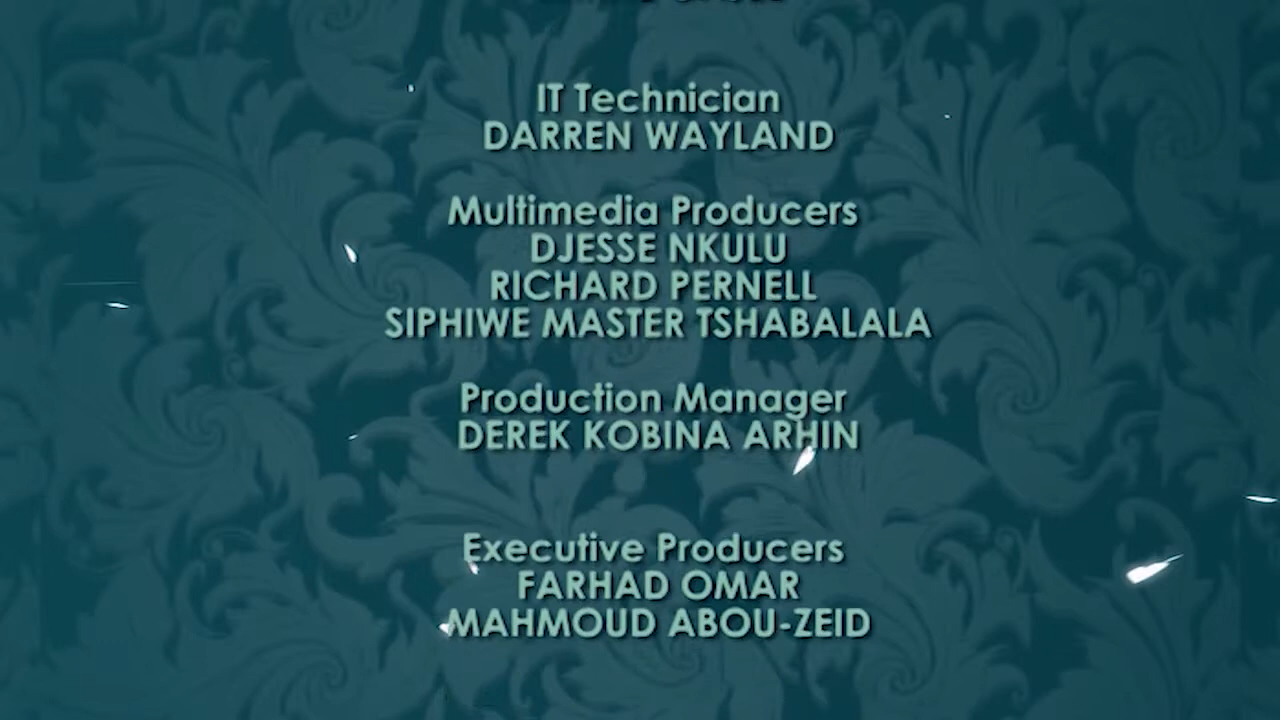 IT Technician
DARREN WAYLAND
Multimedia Producers
DJESSE NKULU
RICHARD PERNELL
SIPHIWE MASTER TSHABALALA
Production Manager
DEREK KOBINA ARHIN
Executive Producers
FARHAD OMAR
MAHMOUD ABOU-ZEID